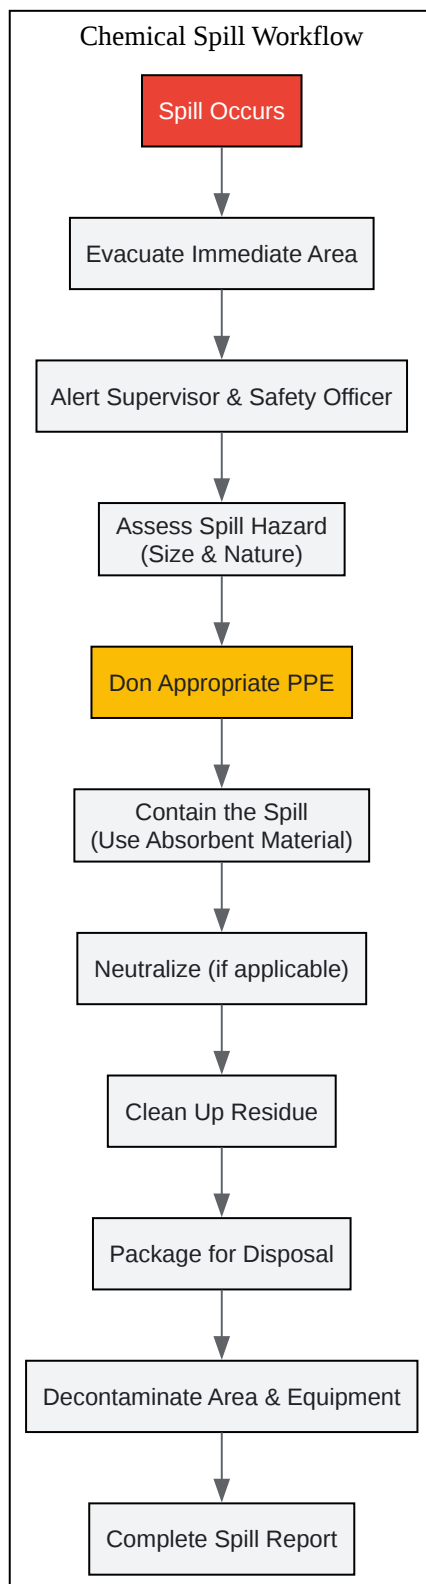 Chemical Spill Workflow
Spill Occurs
Evacuate Immediate Area
Alert Supervisor & Safety Officer
Assess Spill Hazard
(Size & Nature)
Don Appropriate PPE
Contain the Spill
(Use Absorbent Material)
Neutralize (if applicable)
Clean Up Residue
Package for Disposal
Decontaminate Area & Equipment
Complete Spill Report